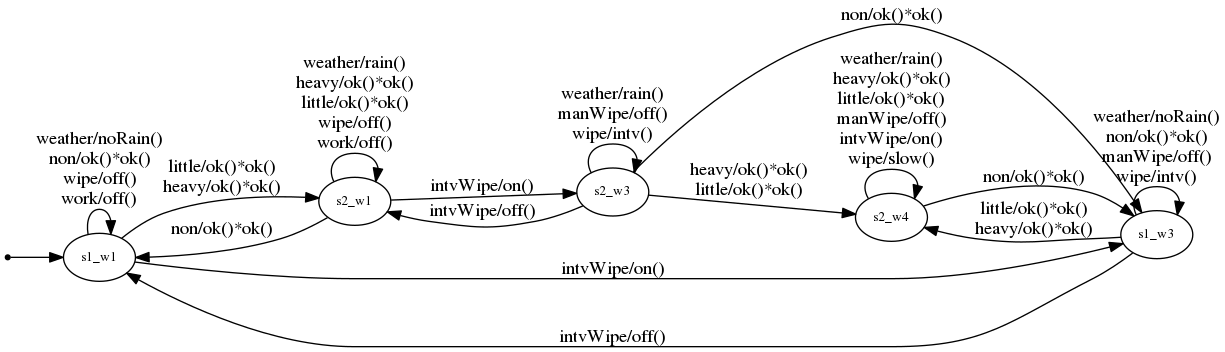 non/ok()*ok()
weather/rain()
heavy/ok()*ok()
little/ok()*ok()
wipe/off()
work/off()
weather/rain()
heavy/ok()*ok()
little/ok()*ok()
manWipe/off()
intvWipe/on()
wipe/slow()
weather/rain()
manWipe/off()
wipe/intv()
weather/noRain()
non/ok()*ok()
manWipe/off()
wipe/intv()
weather/noRain()
non/ok()*ok()
wipe/off()
work/off()
little/ok()*ok()
heavy/ok()*ok()
heavy/ok()*ok()
little/ok()*ok()
non/ok()*ok()
intvWipe/on()
s2_w3
s2_w1
intvWipe/off()
little/ok()*ok()
heavy/ok()*ok()
s2_w4
non/ok()*ok()
s1_w3
s1_w1
intvWipe/on()
intvWipe/off()